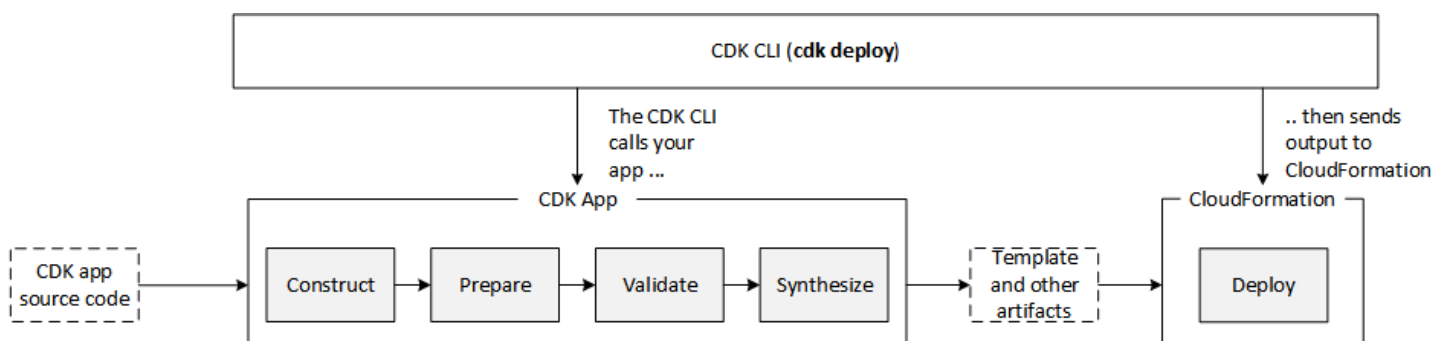 CDK CLI (cdk deploy)
The CDK CLI
calls your
app ...
.. then sends
output to
CloudFormation
CDK App
CloudFormation
CDK app
source code
Construct
Prepare
Validate
Synthesize
Template
and other
artifacts
Deploy